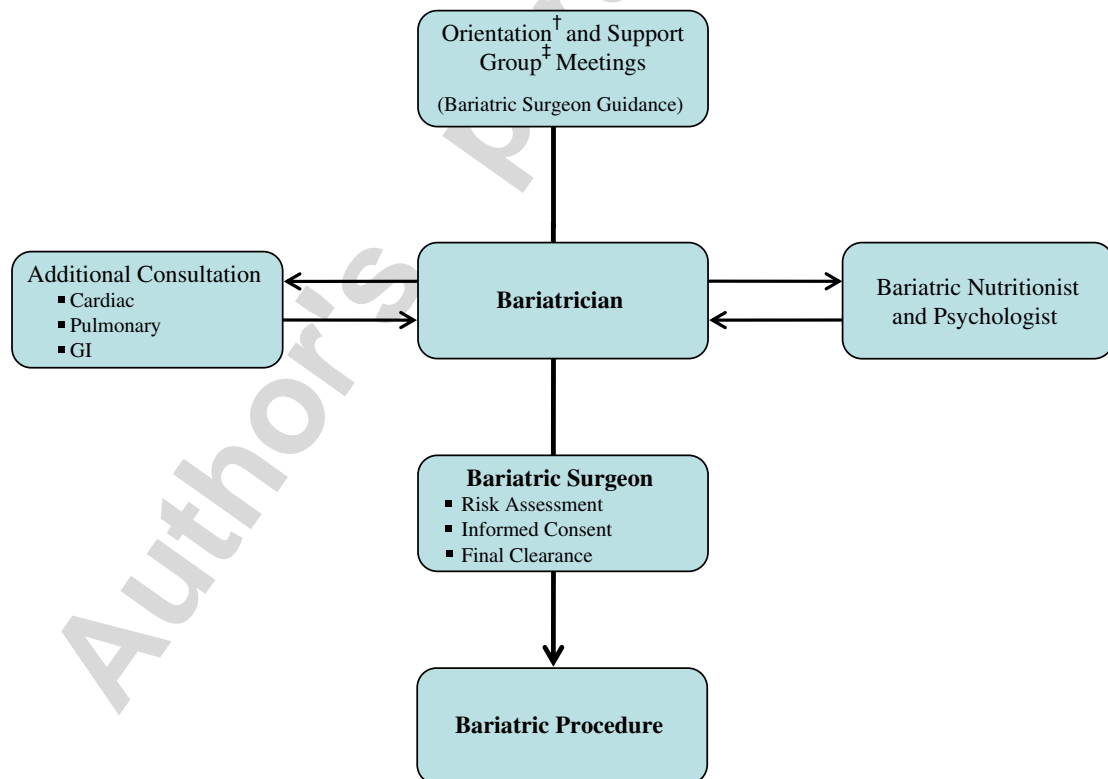 Orientation† and Support
Group‡ Meetings
(Bariatric Surgeon Guidance)
Additional Consultation
▪ Cardiac
▪ Pulmonary
▪ GI
Bariatrician
Bariatric Nutritionist
and Psychologist
Bariatric Surgeon
▪ Risk Assessment
▪ Informed Consent
▪ Final Clearance
Bariatric Procedure
Author's